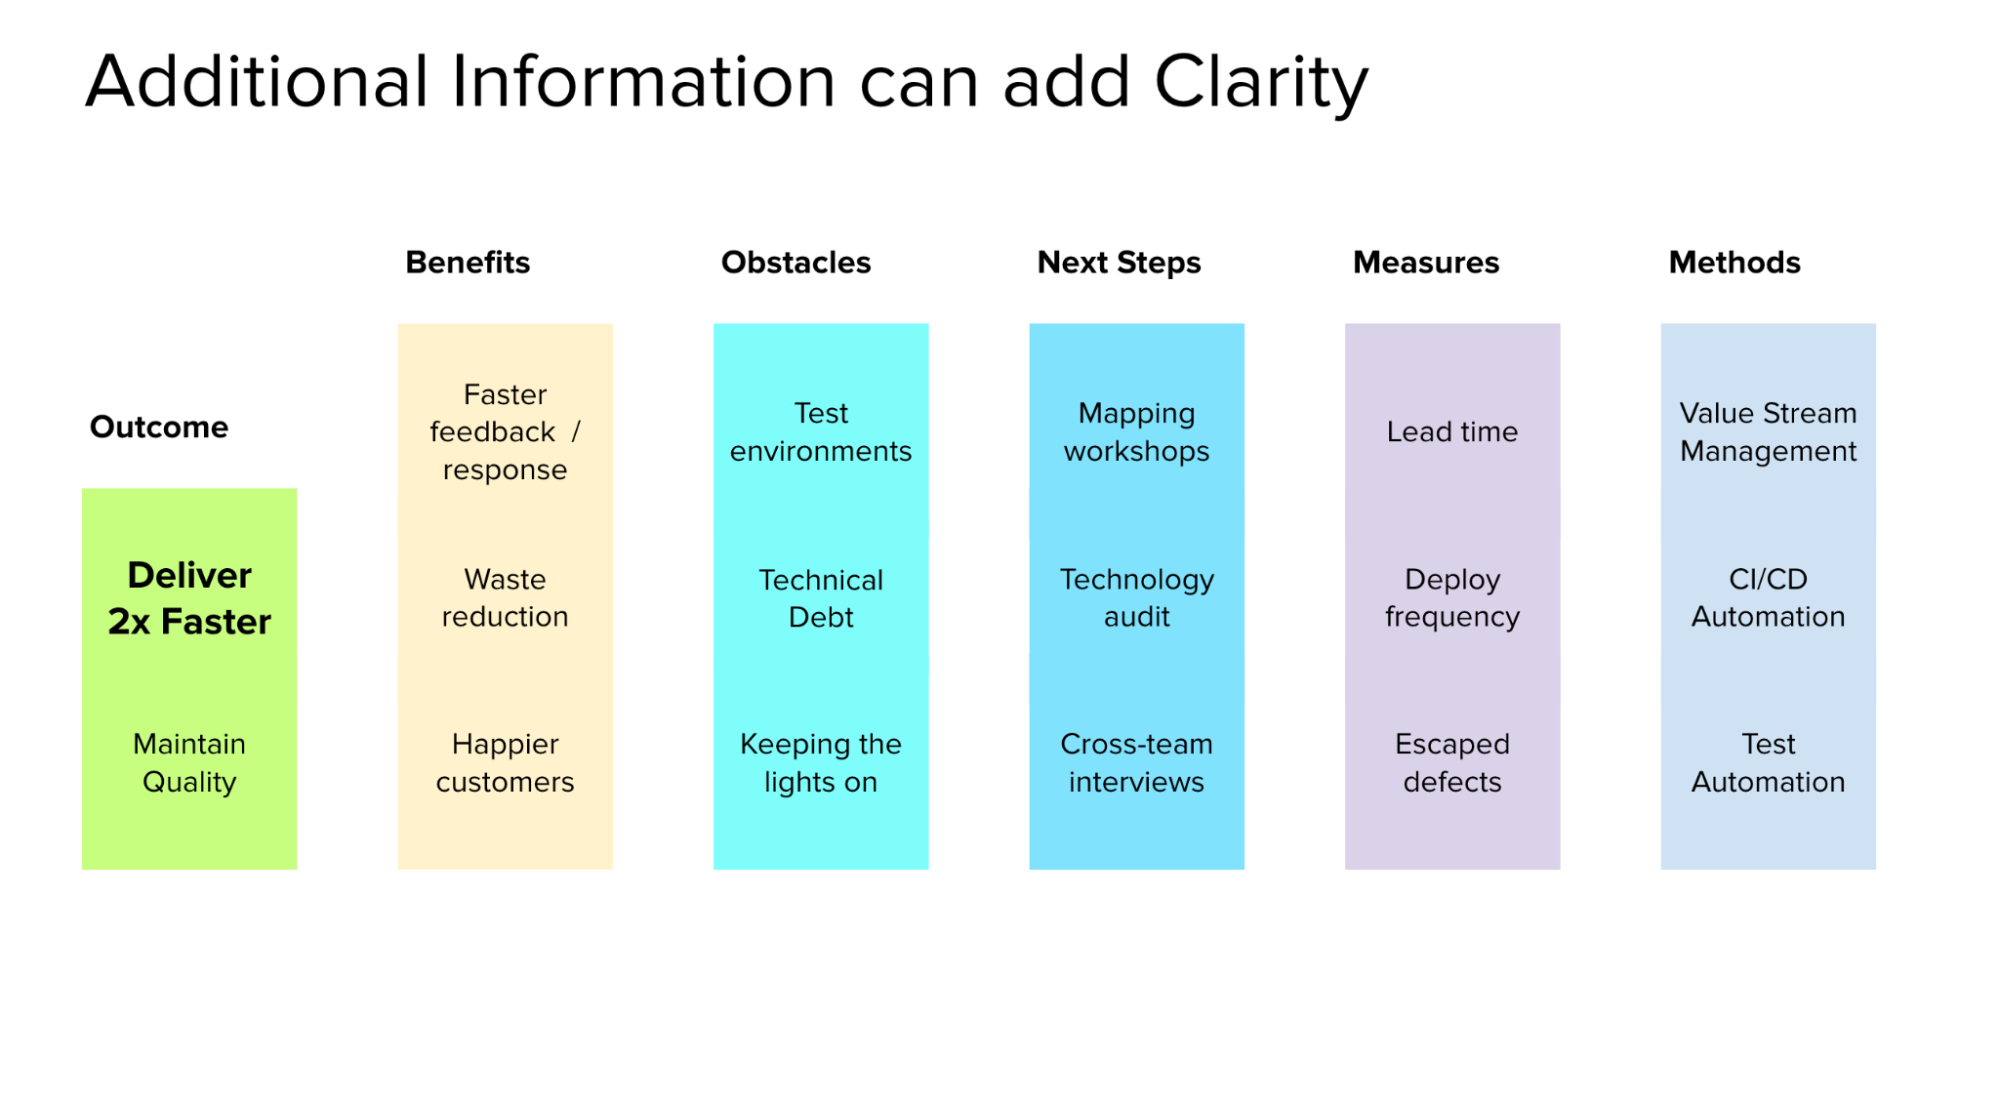 Additional Information can add Clarity
Outcome
Deliver
2x Faster
Maintain
Quality
Benefits
Faster
feedback /
response
Waste
reduction
Happier
customers
Obstacles
Test
environments
Technical
Debt
Keeping the
lights on
Next Steps
Mapping
workshops
Technology
audit
Cross-team
interviews
Measures
Lead time
Deploy
frequency
Escaped
defects
Methods
Value Stream
Management
CI/CD
Automation
Test
Automation